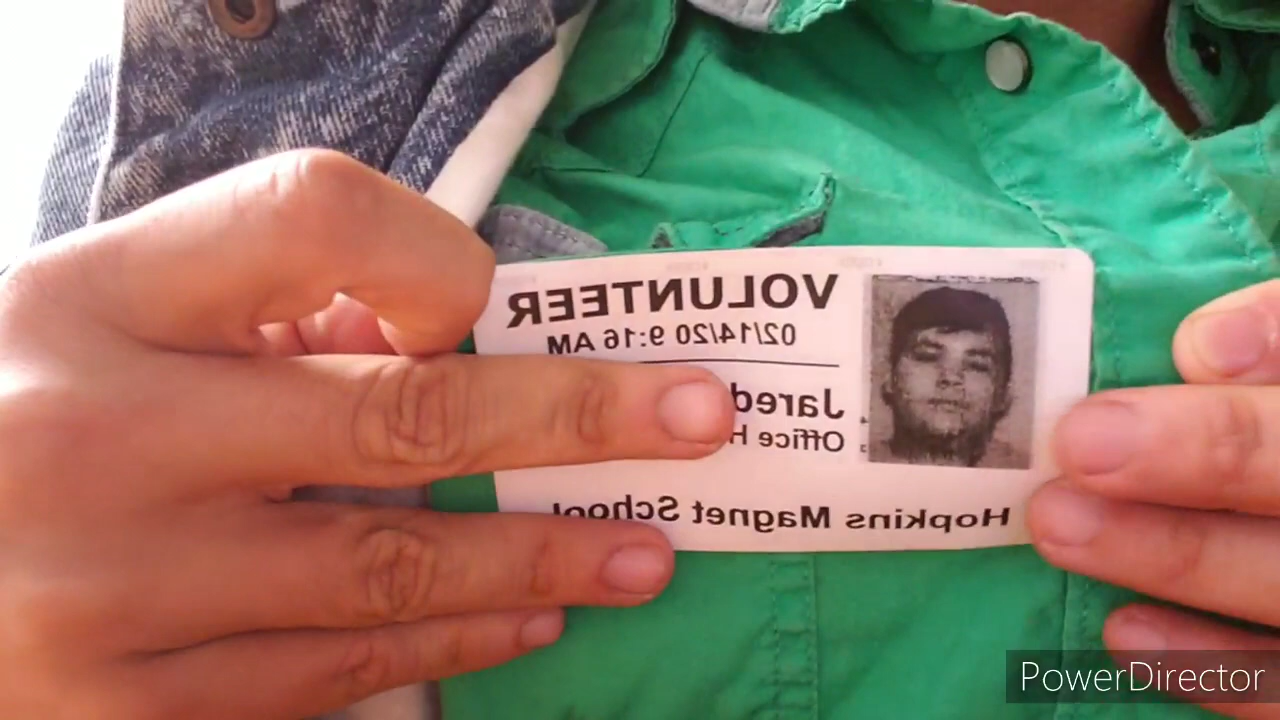 VOLUNTEER
02/14/20 9:16 AM
Jared
Office
Hopkins Magnet School
PowerDirector